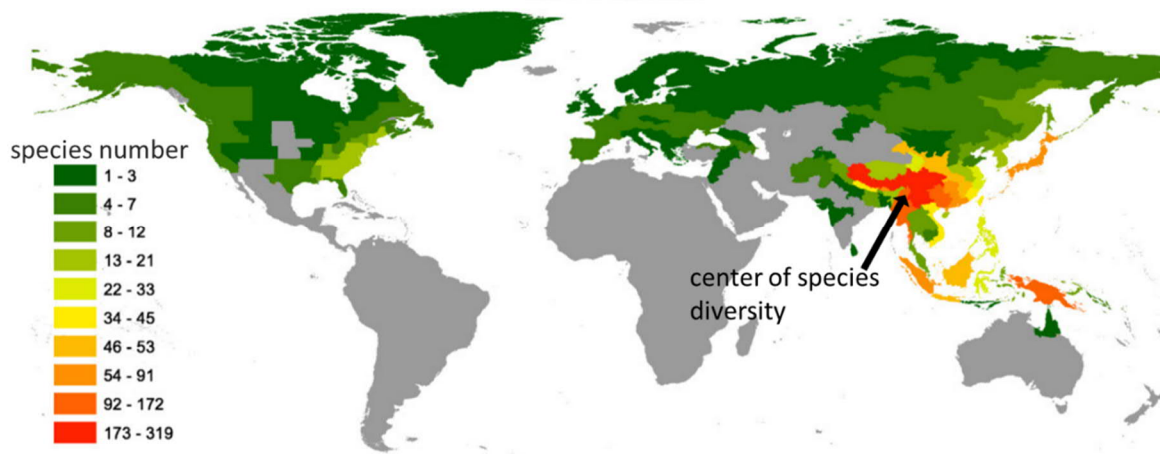 species number
1 - 3
4 - 7
8 - 12
13 - 21
22 - 33
34 - 45
46 - 53
54 - 91
92 - 172
173 - 319
center of species
diversity